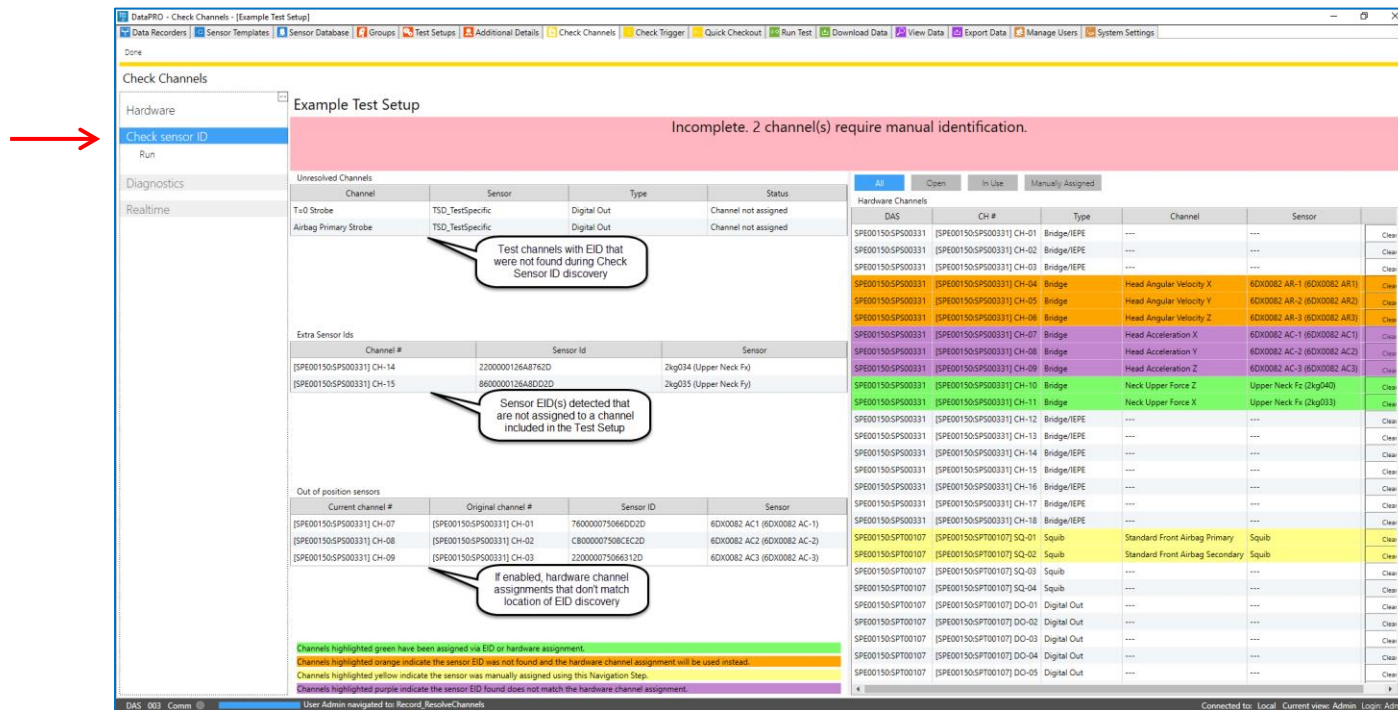 DataPRO - Check Channels - [Example Test Setup]
Data Recorders Sensor Templates Sensor Database Groups Test Setups Additional Details Check Channels Check Trigger Quick Checkout Run Test Download Data View Data Export Data Manage Users System Settings
Done
Check Channels
Hardware
Check sensor ID
Run
Diagnostics
Realtime
Example Test Setup
Incomplete. 2 channel(s) require manual identification.
Unresolved Channels
Channel Sensor Type Status
T=0 Strobe TSD_TestSpecific Digital Out Channel not assigned
Airbag Primary Strobe TSD_TestSpecific Digital Out Channel not assigned
Test channels with EID that
were not found during Check
Sensor ID discovery
Extra Sensor Ids
Channel # Sensor Id Sensor
[SPE00150:SPS00331] CH-14 2200000126A8762D 2kg034 (Upper Neck Fx)
[SPE00150:SPS00331] CH-15 8600000126A8DD2D 2kg035 (Upper Neck Fy)
Sensor EID(s) detected that
are not assigned to a channel
included in the Test Setup
Out of position sensors
Current channel # Original channel # Sensor ID Sensor
[SPE00150:SPS00331] CH-07 [SPE00150:SPS00331] CH-01 760000075066DD2D 6DX0082 AC1 (6DX0082 AC-1)
[SPE00150:SPS00331] CH-08 [SPE00150:SPS00331] CH-02 CB000007508CEC2D 6DX0082 AC2 (6DX0082 AC-2)
[SPE00150:SPS00331] CH-09 [SPE00150:SPS00331] CH-03 220000075066312D 6DX0082 AC3 (6DX0082 AC-3)
If enabled, hardware channel
assignments that don't match
location of EID discovery
Channels highlighted green have been assigned via EID or hardware assignment.
Channels highlighted orange indicate the sensor EID was not found and the hardware channel assignment will be used instead.
Channels highlighted yellow indicate the sensor was manually assigned using this Navigation Step.
Channels highlighted purple indicate the sensor EID found does not match the hardware channel assignment.
All Open In Use Manually Assigned
Hardware Channels
DAS CH # Type Channel Sensor
SPE00150:SPS00331 [SPE00150:SPS00331] CH-01 Bridge/IEPE --- --- Clear
SPE00150:SPS00331 [SPE00150:SPS00331] CH-02 Bridge/IEPE --- --- Clear
SPE00150:SPS00331 [SPE00150:SPS00331] CH-03 Bridge/IEPE --- --- Clear
SPE00150:SPS00331 [SPE00150:SPS00331] CH-04 Bridge Head Angular Velocity X 6DX0082 AR-1 (6DX0082 AR1) Clear
SPE00150:SPS00331 [SPE00150:SPS00331] CH-05 Bridge Head Angular Velocity Y 6DX0082 AR-2 (6DX0082 AR2) Clear
SPE00150:SPS00331 [SPE00150:SPS00331] CH-06 Bridge Head Angular Velocity Z 6DX0082 AR-3 (6DX0082 AR3) Clear
SPE00150:SPS00331 [SPE00150:SPS00331] CH-07 Bridge Head Acceleration X 6DX0082 AC-1 (6DX0082 AC1) Clear
SPE00150:SPS00331 [SPE00150:SPS00331] CH-08 Bridge Head Acceleration Y 6DX0082 AC-2 (6DX0082 AC2) Clear
SPE00150:SPS00331 [SPE00150:SPS00331] CH-09 Bridge Head Acceleration Z 6DX0082 AC-3 (6DX0082 AC3) Clear
SPE00150:SPS00331 [SPE00150:SPS00331] CH-10 Bridge Neck Upper Force Z Upper Neck Fz (2kg040) Clear
SPE00150:SPS00331 [SPE00150:SPS00331] CH-11 Bridge Neck Upper Force X Upper Neck Fx (2kg033) Clear
SPE00150:SPS00331 [SPE00150:SPS00331] CH-12 Bridge/IEPE --- --- Clear
SPE00150:SPS00331 [SPE00150:SPS00331] CH-13 Bridge/IEPE --- --- Clear
SPE00150:SPS00331 [SPE00150:SPS00331] CH-14 Bridge/IEPE --- --- Clear
SPE00150:SPS00331 [SPE00150:SPS00331] CH-15 Bridge/IEPE --- --- Clear
SPE00150:SPS00331 [SPE00150:SPS00331] CH-16 Bridge/IEPE --- --- Clear
SPE00150:SPS00331 [SPE00150:SPS00331] CH-17 Bridge/IEPE --- --- Clear
SPE00150:SPS00331 [SPE00150:SPS00331] CH-18 Bridge/IEPE --- --- Clear
SPE00150:SPT00107 [SPE00150:SPT00107] SQ-01 Squib Standard Front Airbag Primary Squib Clear
SPE00150:SPT00107 [SPE00150:SPT00107] SQ-02 Squib Standard Front Airbag Secondary Squib Clear
SPE00150:SPT00107 [SPE00150:SPT00107] SQ-03 Squib --- --- Clear
SPE00150:SPT00107 [SPE00150:SPT00107] SQ-04 Squib --- --- Clear
SPE00150:SPT00107 [SPE00150:SPT00107] DO-01 Digital Out --- --- Clear
SPE00150:SPT00107 [SPE00150:SPT00107] DO-02 Digital Out --- --- Clear
SPE00150:SPT00107 [SPE00150:SPT00107] DO-03 Digital Out --- --- Clear
SPE00150:SPT00107 [SPE00150:SPT00107] DO-04 Digital Out --- --- Clear
SPE00150:SPT00107 [SPE00150:SPT00107] DO-05 Digital Out --- --- Clear
DAS 003 Comm User Admin navigated to: Record_ResolveChannels Connected to: Local Current view: Admin Login: Adm